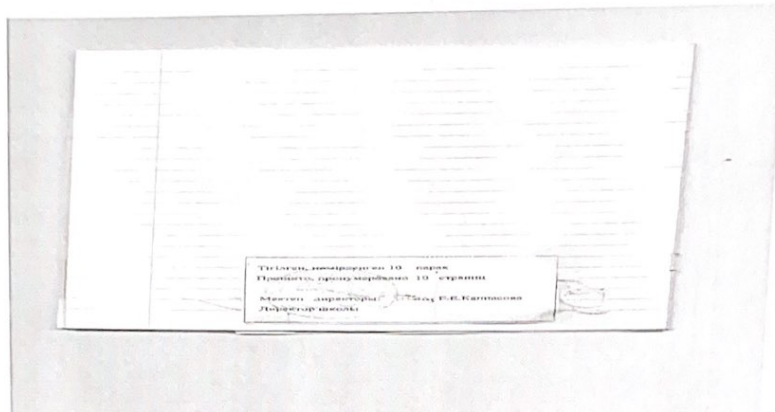 Тігілген, нөмірленген 10 парақ
Прошито, пронумеровано 10 страниц
Мектеп директоры
Директор школы